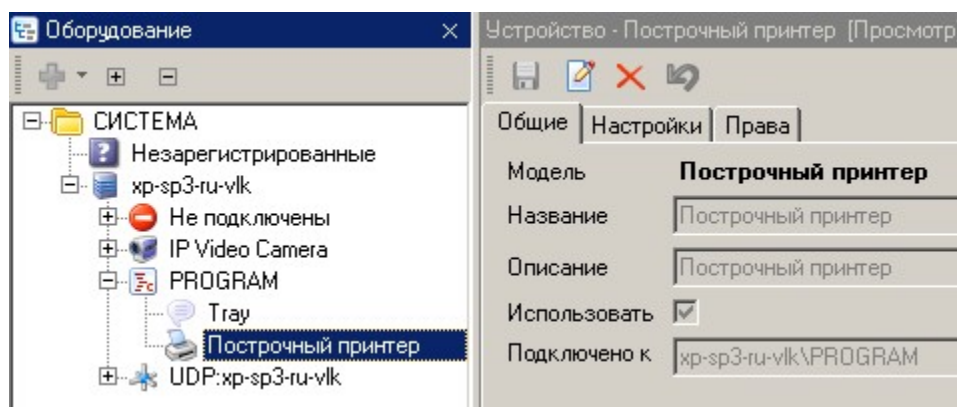 Оборудование
СИСТЕМА
Незарегистрированные
xp-sp3-ru-vlk
Не подключены
IP Video Camera
PROGRAM
Tray
Построчный принтер
UDP:xp-sp3-ru-vlk
Устройство - Построчный принтер [Просмотр
Общие Настройки Права
Модель Построчный принтер
Название Построчный принтер
Описание Построчный принтер
Использовать
Подключено к xp-sp3-ru-vlk\PROGRAM